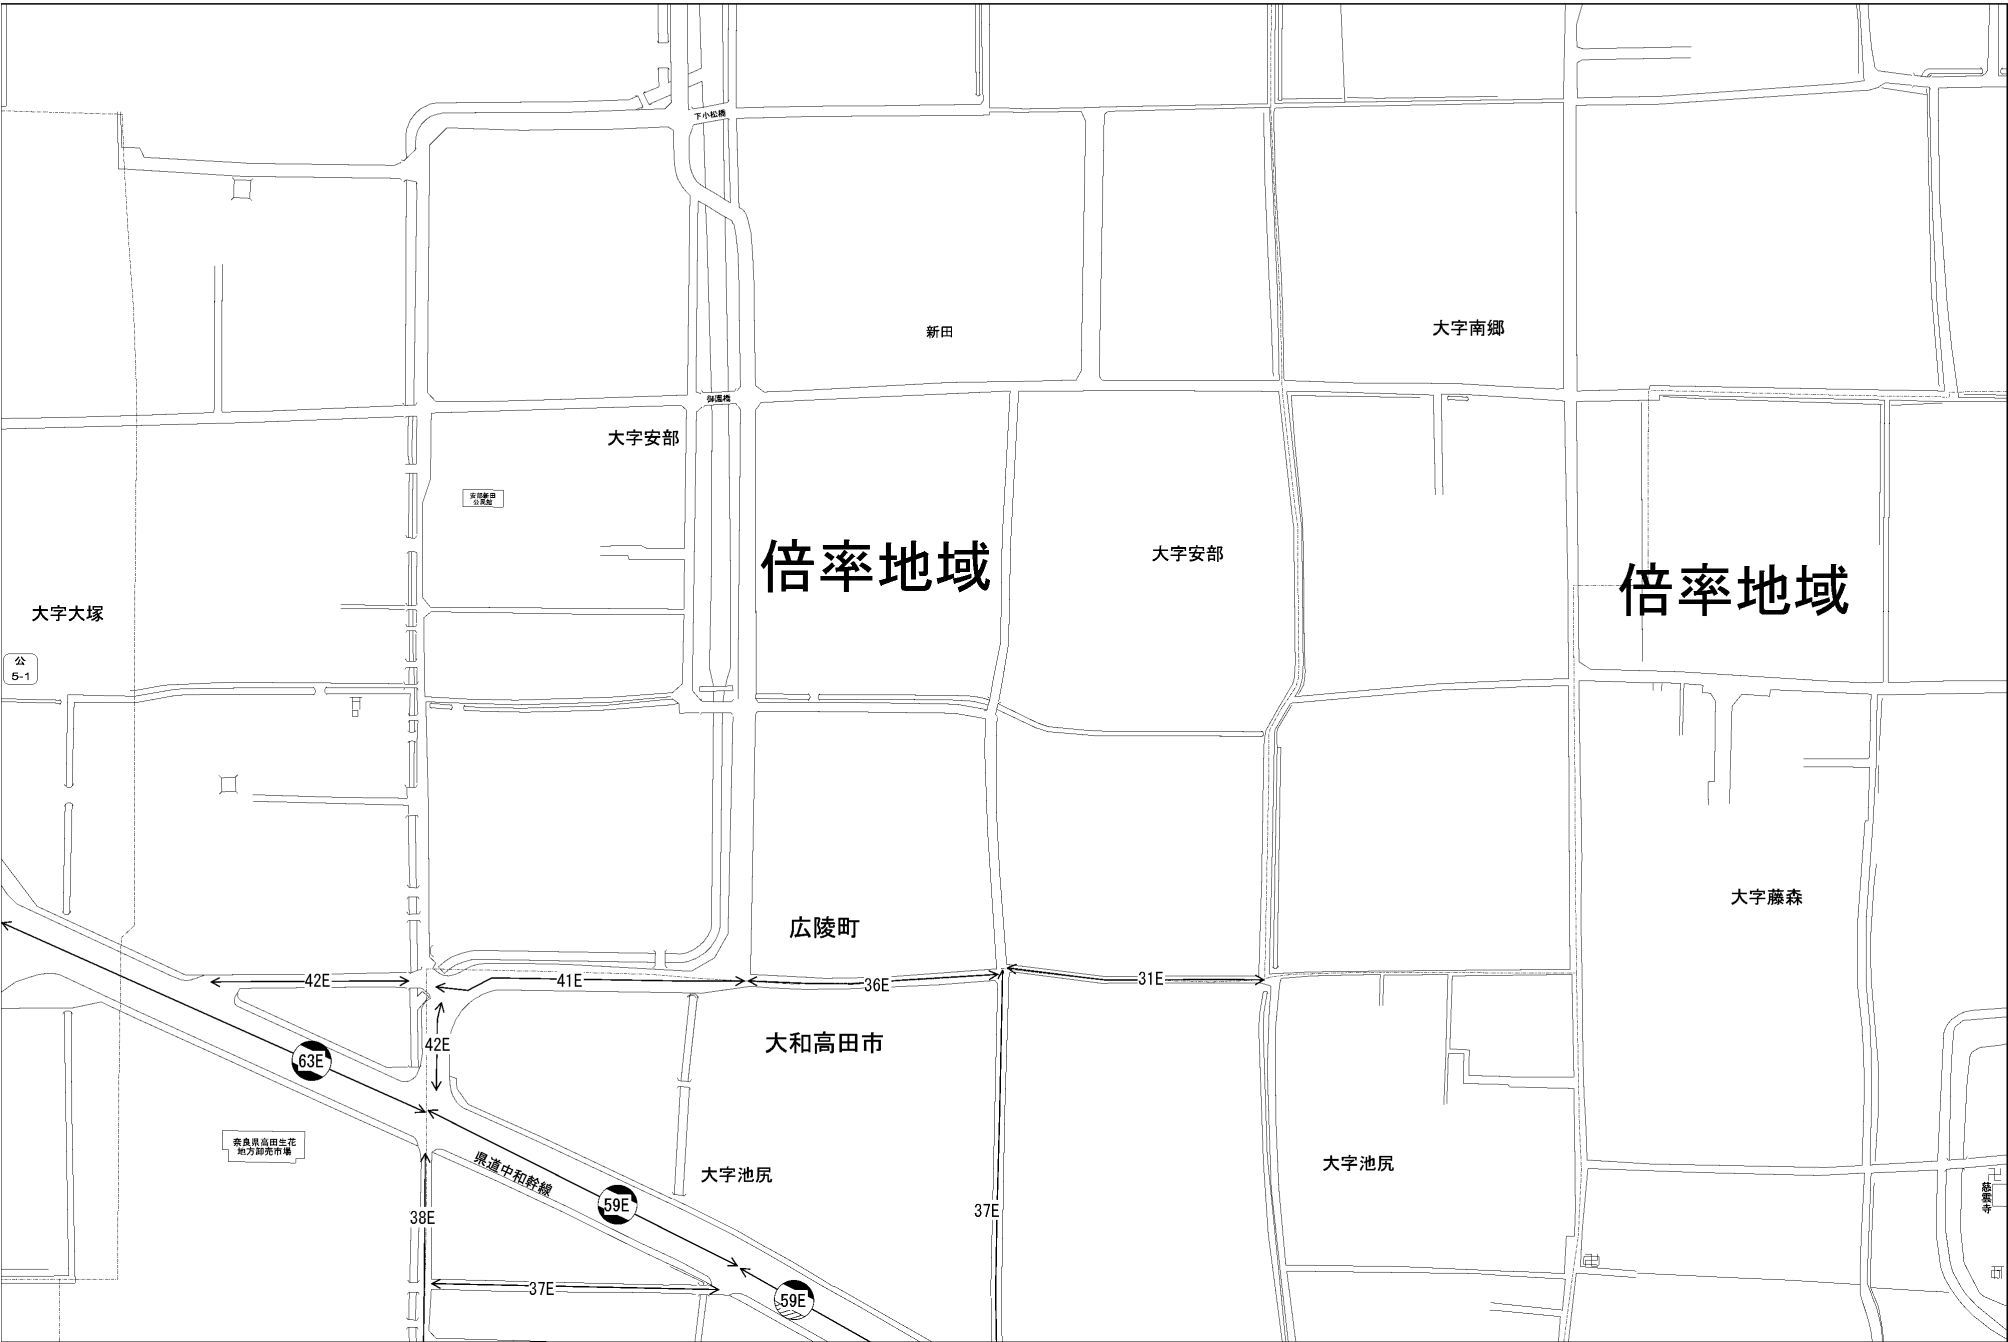 下小松橋
新田
大字南郷
御園橋
大字安部
安部新田
公民館
倍率地域
大字安部
倍率地域
大字大塚
公
5-1
大字藤森
広陵町
42E
41E
36E
31E
大和高田市
42E
63E
奈良県高田生花
地方卸売市場
県道中和幹線
大字池尻
大字池尻
慈雲寺
59E
38E
37E
37E
59E